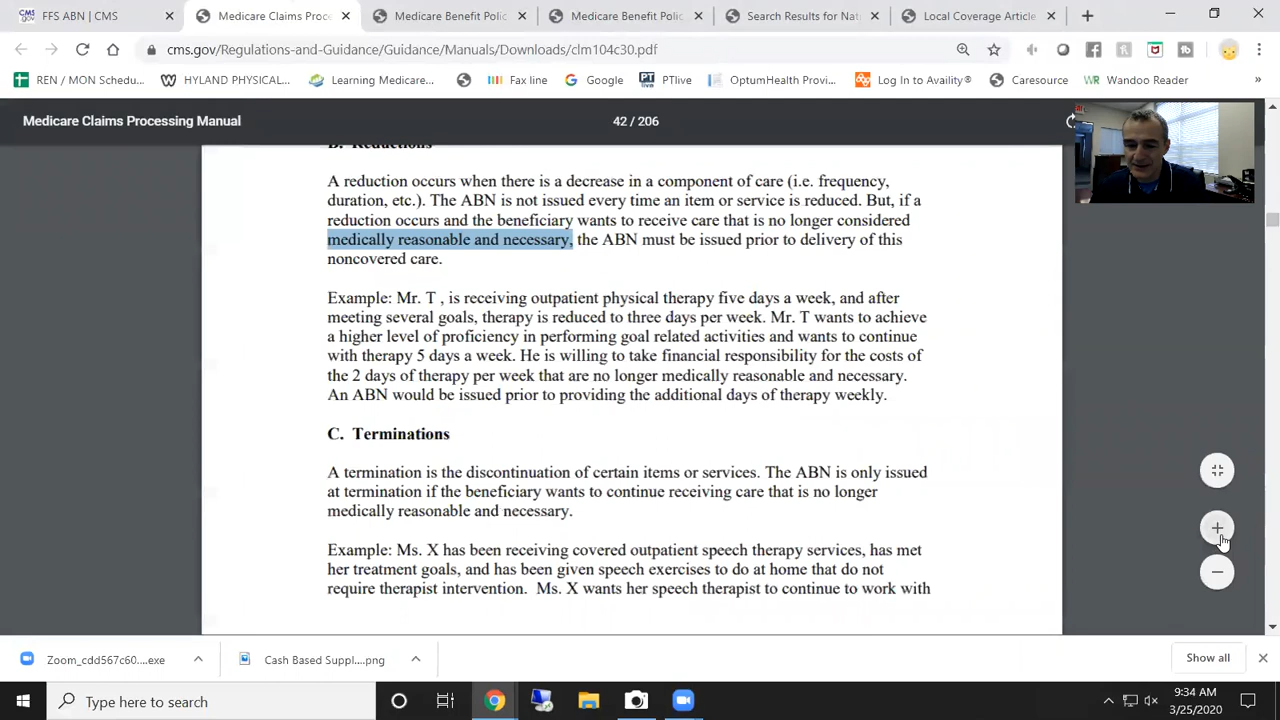 FFS ABN | CMS
Medicare Claims Proce
Medicare Benefit Polic
Medicare Benefit Polic
Search Results for Nat
Local Coverage Article
cms.gov/Regulations-and-Guidance/Guidance/Manuals/Downloads/clm104c30.pdf
REN / MON Schedu...
HYLAND PHYSICAL...
Learning Medicare...
Fax line
Google
PTlive
OptumHealth Provi...
Log In to Availity®
Caresource
Wandoo Reader
Medicare Claims Processing Manual
42 / 206
B. Reductions
A reduction occurs when there is a decrease in a component of care (i.e. frequency,
duration, etc.). The ABN is not issued every time an item or service is reduced. But, if a
reduction occurs and the beneficiary wants to receive care that is no longer considered
medically reasonable and necessary, the ABN must be issued prior to delivery of this
noncovered care.
Example: Mr. T , is receiving outpatient physical therapy five days a week, and after
meeting several goals, therapy is reduced to three days per week. Mr. T wants to achieve
a higher level of proficiency in performing goal related activities and wants to continue
with therapy 5 days a week. He is willing to take financial responsibility for the costs of
the 2 days of therapy per week that are no longer medically reasonable and necessary.
An ABN would be issued prior to providing the additional days of therapy weekly.
C. Terminations
A termination is the discontinuation of certain items or services. The ABN is only issued
at termination if the beneficiary wants to continue receiving care that is no longer
medically reasonable and necessary.
Example: Ms. X has been receiving covered outpatient speech therapy services, has met
her treatment goals, and has been given speech exercises to do at home that do not
require therapist intervention. Ms. X wants her speech therapist to continue to work with
Zoom_cdd567c60....exe
Cash Based Suppl....png
Show all
Type here to search
9:34 AM
3/25/2020